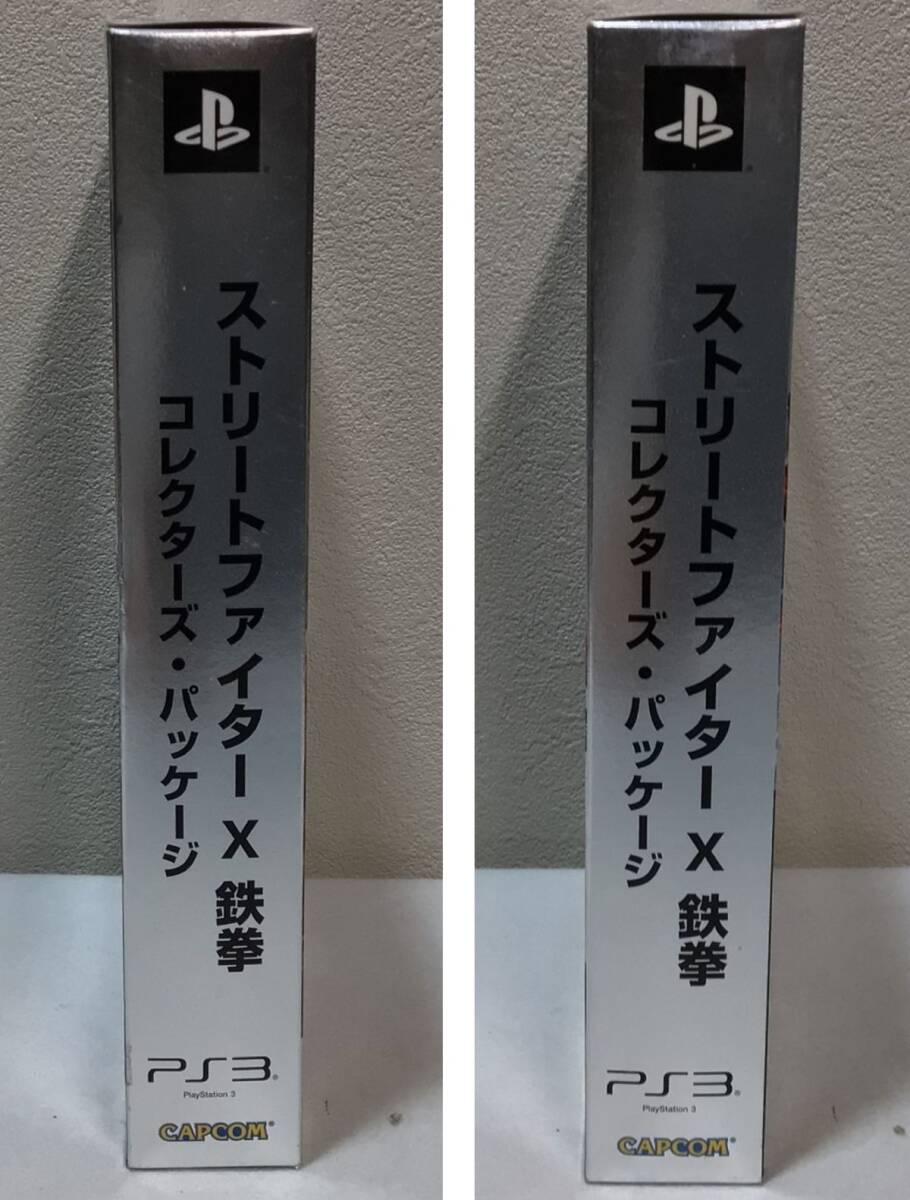 ストリートファイター X 鉄拳
コレクターズ・パッケージ
PS3
PlayStation 3
CAPCOM
ストリートファイター X 鉄拳
コレクターズ・パッケージ
PS3
PlayStation 3
CAPCOM